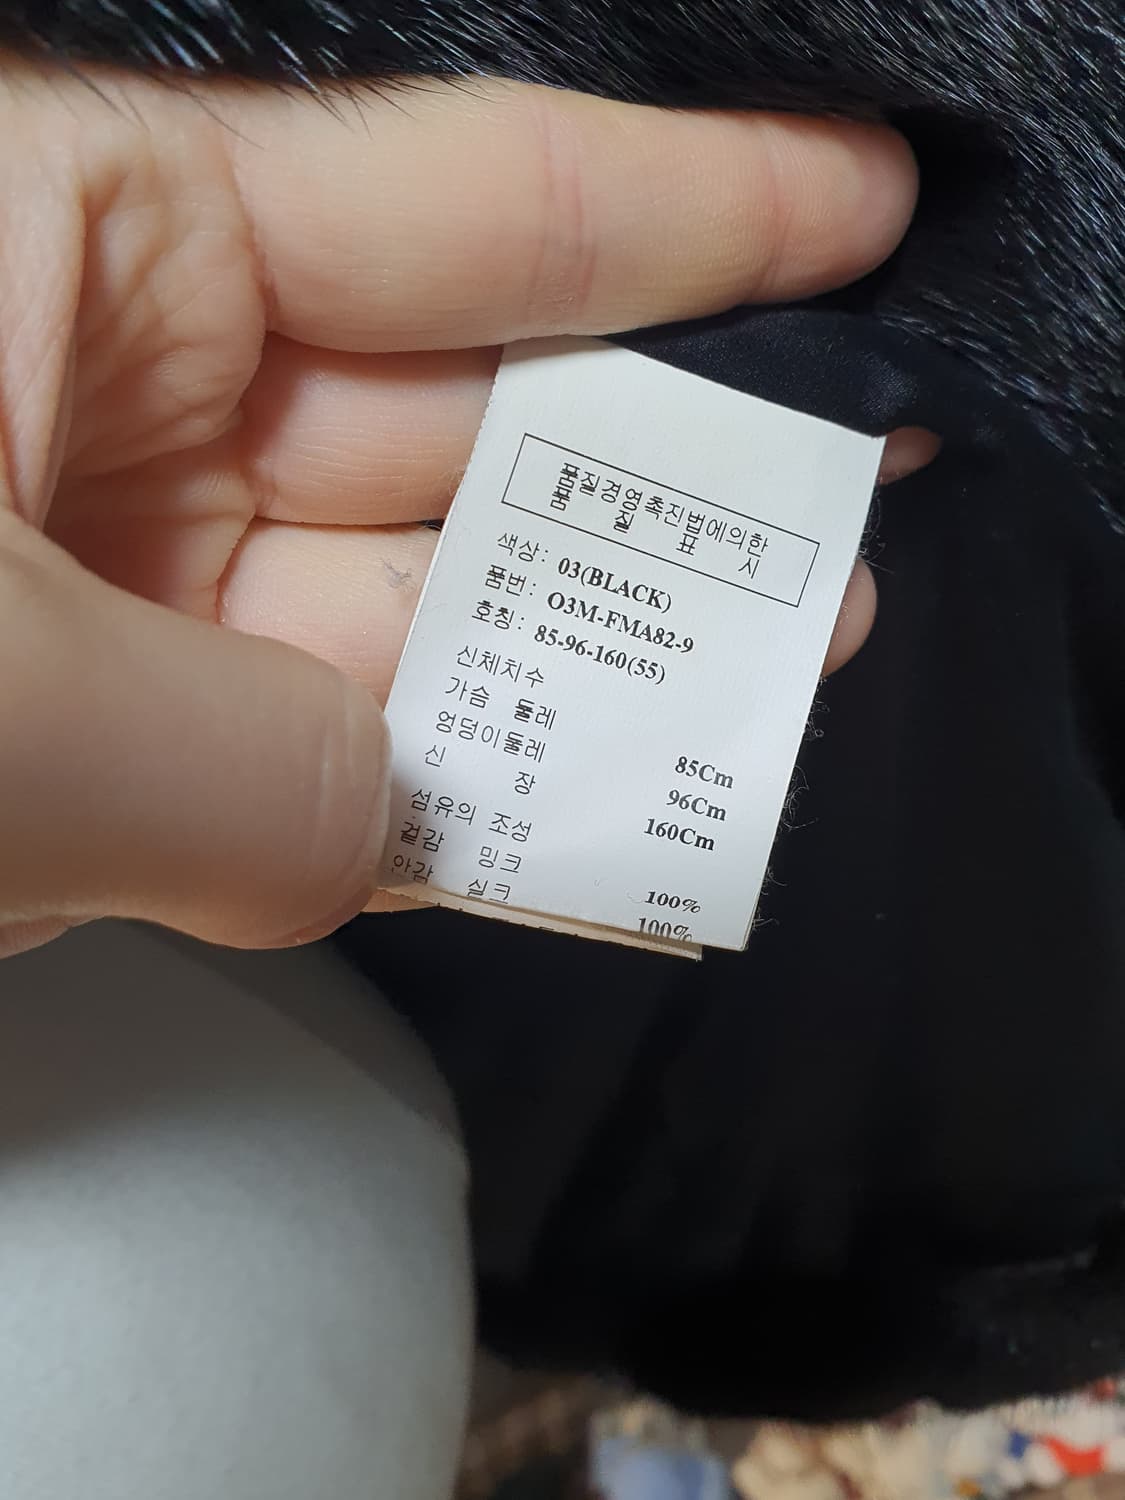 품질경영촉진법에의한
품 질 표 시
색상: 03(BLACK)
품번: O3M-FMA82-9
호칭: 85-96-160(55)
신체치수
가슴 둘레 85Cm
엉덩이둘레 96Cm
신 장 160Cm
섬유의 조성
겉감 밍크 100%
안감 실크 100%